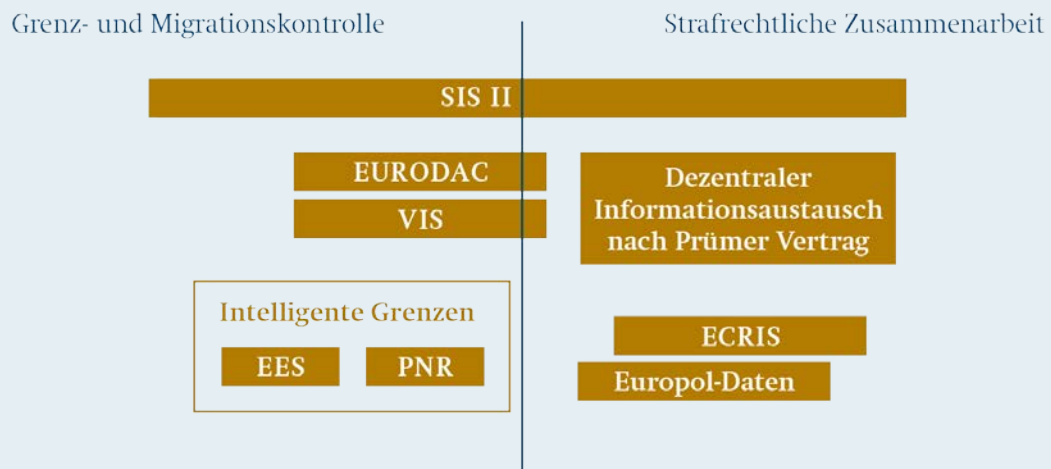 Grenz- und Migrationskontrolle
Strafrechtliche Zusammenarbeit
SIS II
EURODAC
VIS
Dezentraler
Informationsaustausch
nach Prümer Vertrag
Intelligente Grenzen
EES
PNR
ECRIS
Europol-Daten